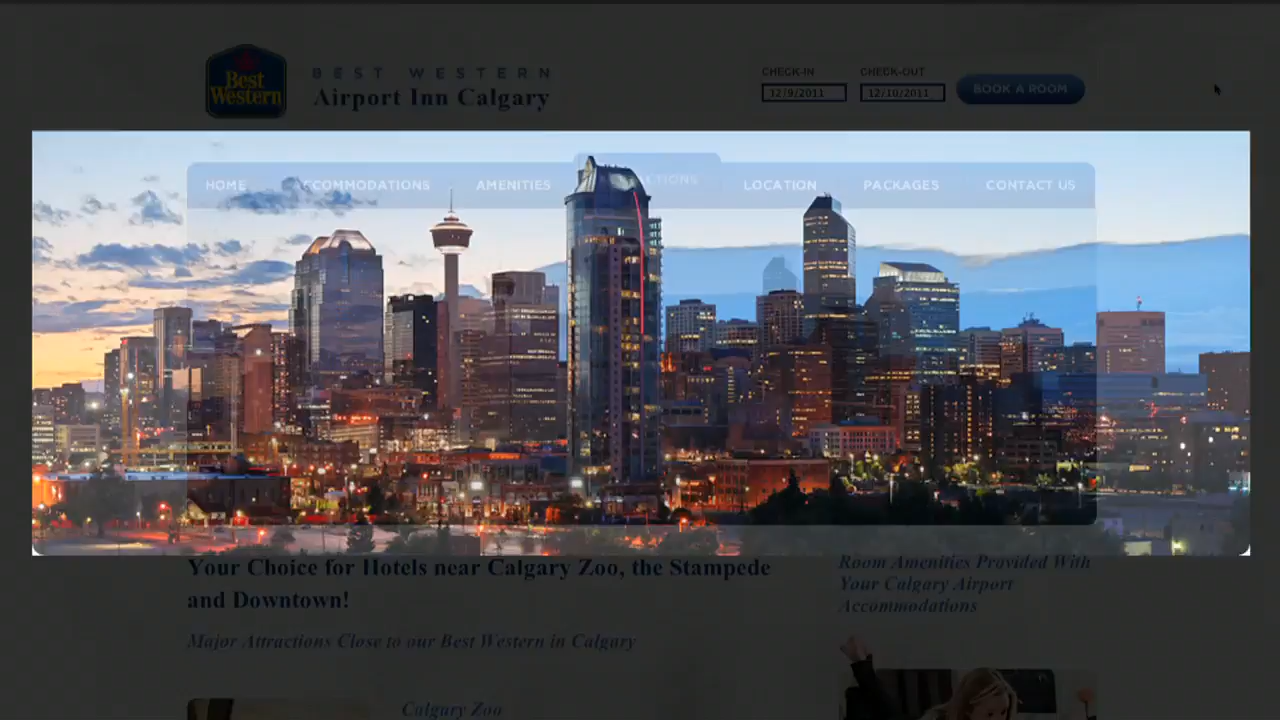 Best
Western
BEST WESTERN
Airport Inn Calgary
CHECK-IN
CHECK-OUT
12/9/2011
12/10/2011
BOOK A ROOM
HOME
ACCOMMODATIONS
AMENITIES
LOCATION
PACKAGES
CONTACT US
Your Choice for Hotels near Calgary Zoo, the Stampede
and Downtown!
Major Attractions Close to our Best Western in Calgary
Calgary Zoo
Room Amenities Provided With
Your Calgary Airport
Accommodations